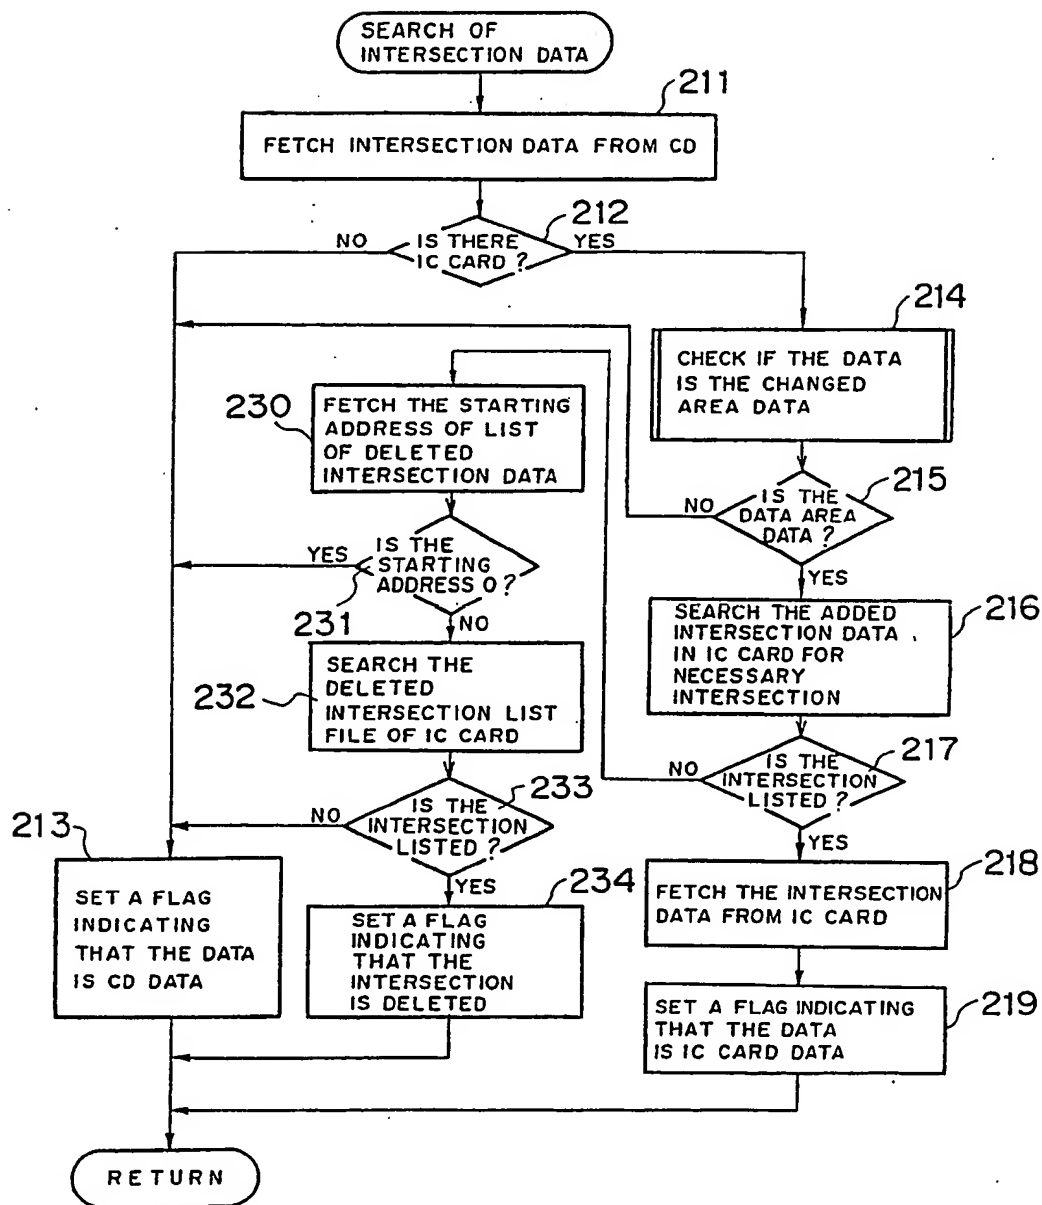 SEARCH OF
INTERSECTION DATA
211
FETCH INTERSECTION DATA FROM CD
212
NO
IS THERE
IC CARD?
YES
214
CHECK IF THE DATA
IS THE CHANGED
AREA DATA
230
FETCH THE STARTING
ADDRESS OF LIST
OF DELETED
INTERSECTION DATA
215
NO
IS THE
DATA AREA
DATA?
YES
YES
IS THE
STARTING
ADDRESS 0?
231
NO
216
SEARCH THE ADDED
INTERSECTION DATA
IN IC CARD FOR
NECESSARY
INTERSECTION
232
SEARCH THE
DELETED
INTERSECTION LIST
FILE OF IC CARD
217
NO
IS THE
INTERSECTION
LISTED?
YES
233
NO
IS THE
INTERSECTION
LISTED?
YES
213
SET A FLAG
INDICATING
THAT THE DATA
IS CD DATA
234
SET A FLAG
INDICATING
THAT THE
INTERSECTION
IS DELETED
218
FETCH THE INTERSECTION
DATA FROM IC CARD
219
SET A FLAG INDICATING
THAT THE DATA
IS IC CARD DATA
RETURN